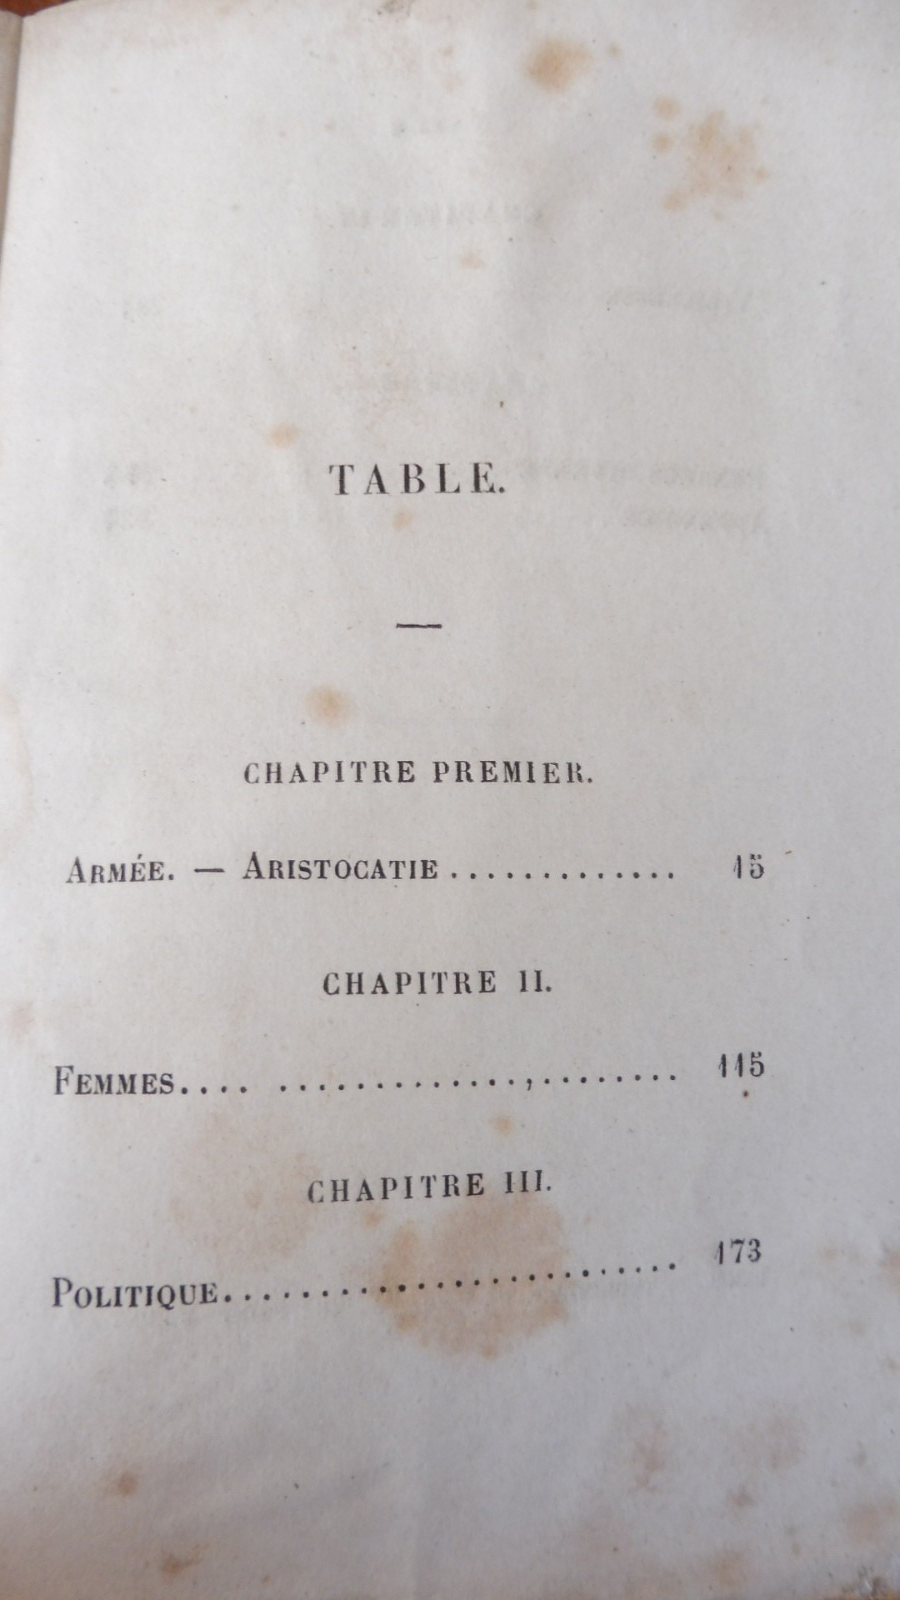 TABLE.
—
CHAPITRE PREMIER.
ARMÉE. — ARISTOCATIE ............. 15
CHAPITRE II.
FEMMES.... .............,........ 115
CHAPITRE III.
POLITIQUE........................ 173